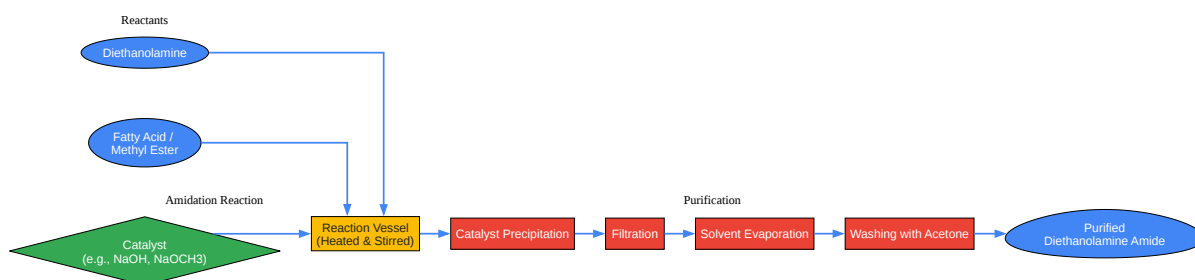 Reactants
Diethanolamine
Fatty Acid /
Methyl Ester
Amidation Reaction
Purification
Catalyst
(e.g., NaOH, NaOCH3)
Reaction Vessel
(Heated & Stirred)
Catalyst Precipitation
Filtration
Solvent Evaporation
Washing with Acetone
Purified
Diethanolamine Amide